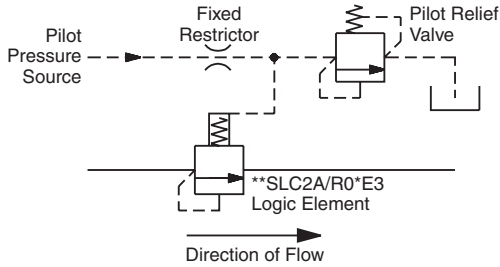 Pilot
Pressure
Source
Fixed
Restrictor
Pilot Relief
Valve
**SLC2A/R0*E3
Logic Element
Direction of Flow